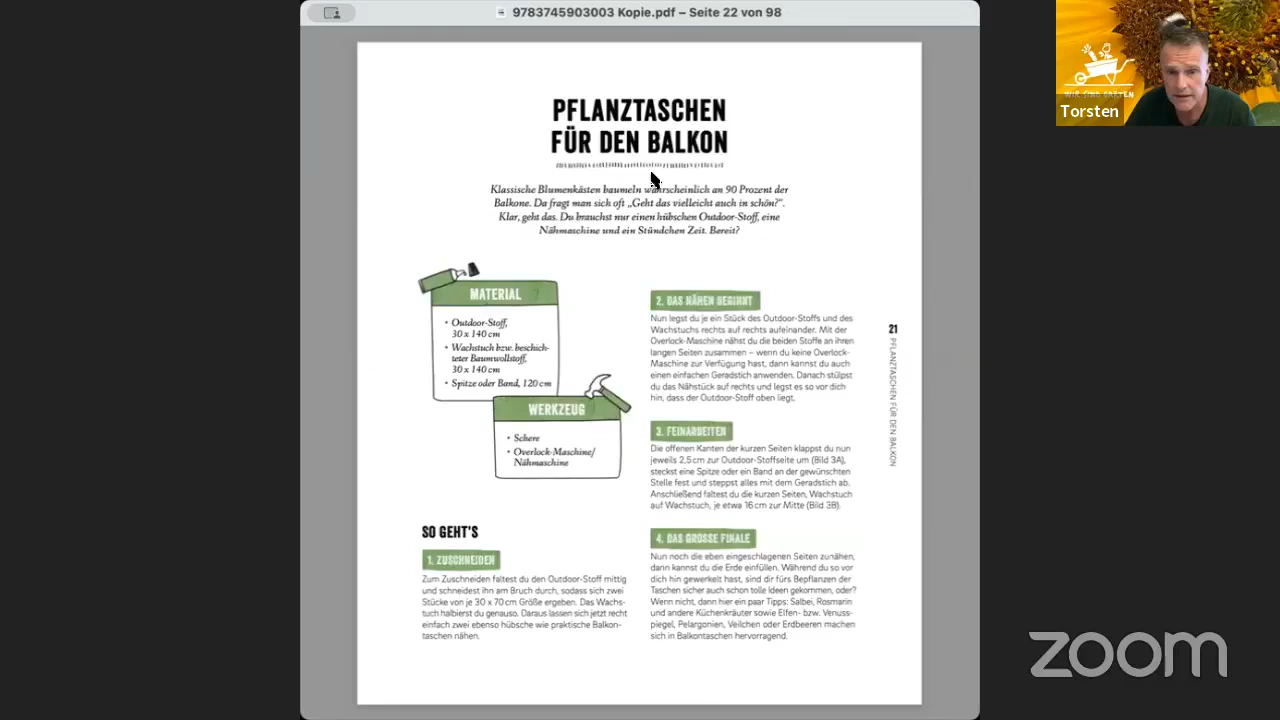 9783745903003 Kopie.pdf – Seite 22 von 98
WIR SIND GARTEN
Torsten
PFLANZTASCHEN
FÜR DEN BALKON
Klassische Blumenkästen baumeln wahrscheinlich an 90 Prozent der
Balkone. Da fragt man sich oft „Geht das vielleicht auch in schön?“.
Klar, geht das. Du brauchst nur einen hübschen Outdoor-Stoff, eine
Nähmaschine und ein Stündchen Zeit. Bereit?
MATERIAL
• Outdoor-Stoff,
30 x 140 cm
• Wachstuch bzw. beschich-
teter Baumwollstoff,
30 x 140 cm
• Spitze oder Band, 120 cm
WERKZEUG
• Schere
• Overlock-Maschine/
Nähmaschine
SO GEHT'S
1. ZUSCHNEIDEN
Zum Zuschneiden faltest du den Outdoor-Stoff mittig
und schneidest ihn am Bruch durch, sodass sich zwei
Stücke von je 30 x 70 cm Größe ergeben. Das Wachs-
tuch halbierst du genauso. Daraus lassen sich jetzt recht
einfach zwei ebenso hübsche wie praktische Balkon-
taschen nähen.
2. DAS NÄHEN BEGINNT
Nun legst du je ein Stück des Outdoor-Stoffs und des
Wachstuchs rechts auf rechts aufeinander. Mit der
Overlock-Maschine nähst du die beiden Stoffe an ihren
langen Seiten zusammen – wenn du keine Overlock-
Maschine zur Verfügung hast, dann kannst du auch
einen einfachen Geradstich anwenden. Danach stülpst
du das Nähstück auf rechts und legst es so vor dich
hin, dass der Outdoor-Stoff oben liegt.
3. FEINARBEITEN
Die offenen Kanten der kurzen Seiten klappst du nun
jeweils 2,5 cm zur Outdoor-Stoffseite um (Bild 3A),
steckst eine Spitze oder ein Band an der gewünschten
Stelle fest und steppst alles mit dem Geradstich ab.
Anschließend faltest du die kurzen Seiten, Wachstuch
auf Wachstuch, je etwa 16 cm zur Mitte (Bild 3B).
4. DAS GROSSE FINALE
Nun noch die eben eingeschlagenen Seiten zunähen,
dann kannst du die Erde einfüllen. Während du so vor
dich hin gewerkelt hast, sind dir fürs Bepflanzen der
Taschen sicher auch schon tolle Ideen gekommen, oder?
Wenn nicht, dann hier ein paar Tipps: Salbei, Rosmarin
und andere Küchenkräuter sowie Elfen- bzw. Venus-
spiegel, Pelargonien, Veilchen oder Erdbeeren machen
sich in Balkontaschen hervorragend.
21
PFLANZTASCHEN FÜR DEN BALKON
zoom